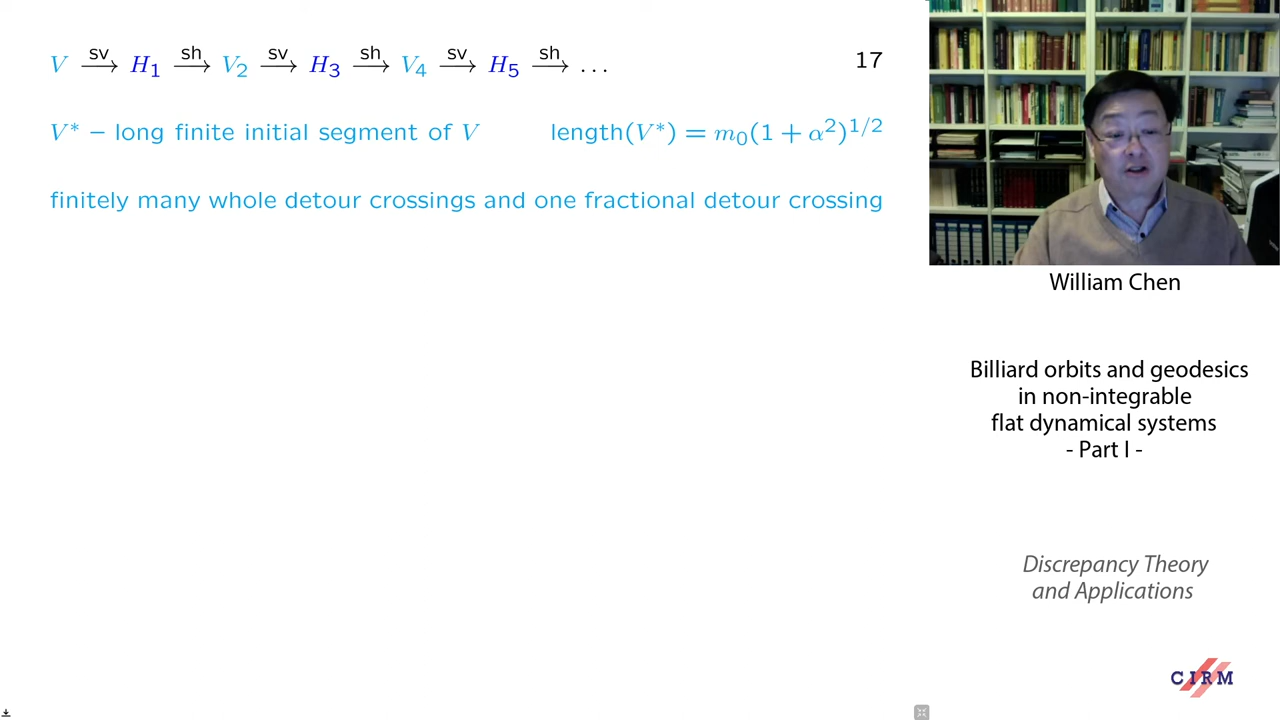 V sv⟶ H₁ sh⟶ V₂ sv⟶ H₃ sh⟶ V₄ sv⟶ H₅ sh⟶ ... 17
V* – long finite initial segment of V length(V*) = m₀(1 + α²)^{1/2}
finitely many whole detour crossings and one fractional detour crossing
William Chen
Billiard orbits and geodesics
in non-integrable
flat dynamical systems
- Part I -
Discrepancy Theory
and Applications
CIRM